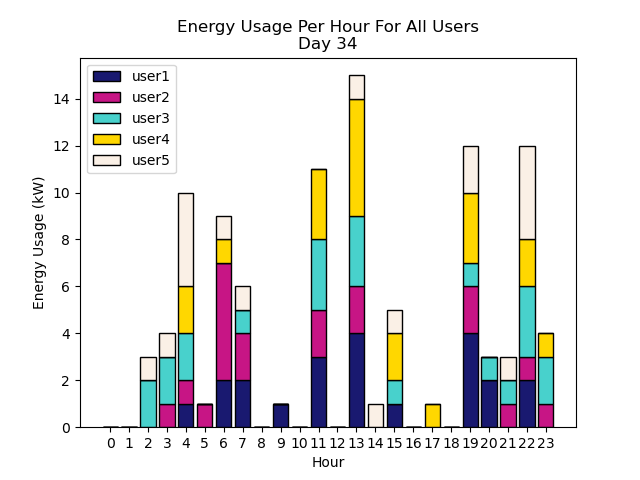 Energy Usage Per Hour For All Users
Day 34
user1
user2
user3
user4
user5
14
12
10
8
6
4
2
0
Energy Usage (kW)
0 1 2 3 4 5 6 7 8 9 10 11 12 13 14 15 16 17 18 19 20 21 22 23
Hour